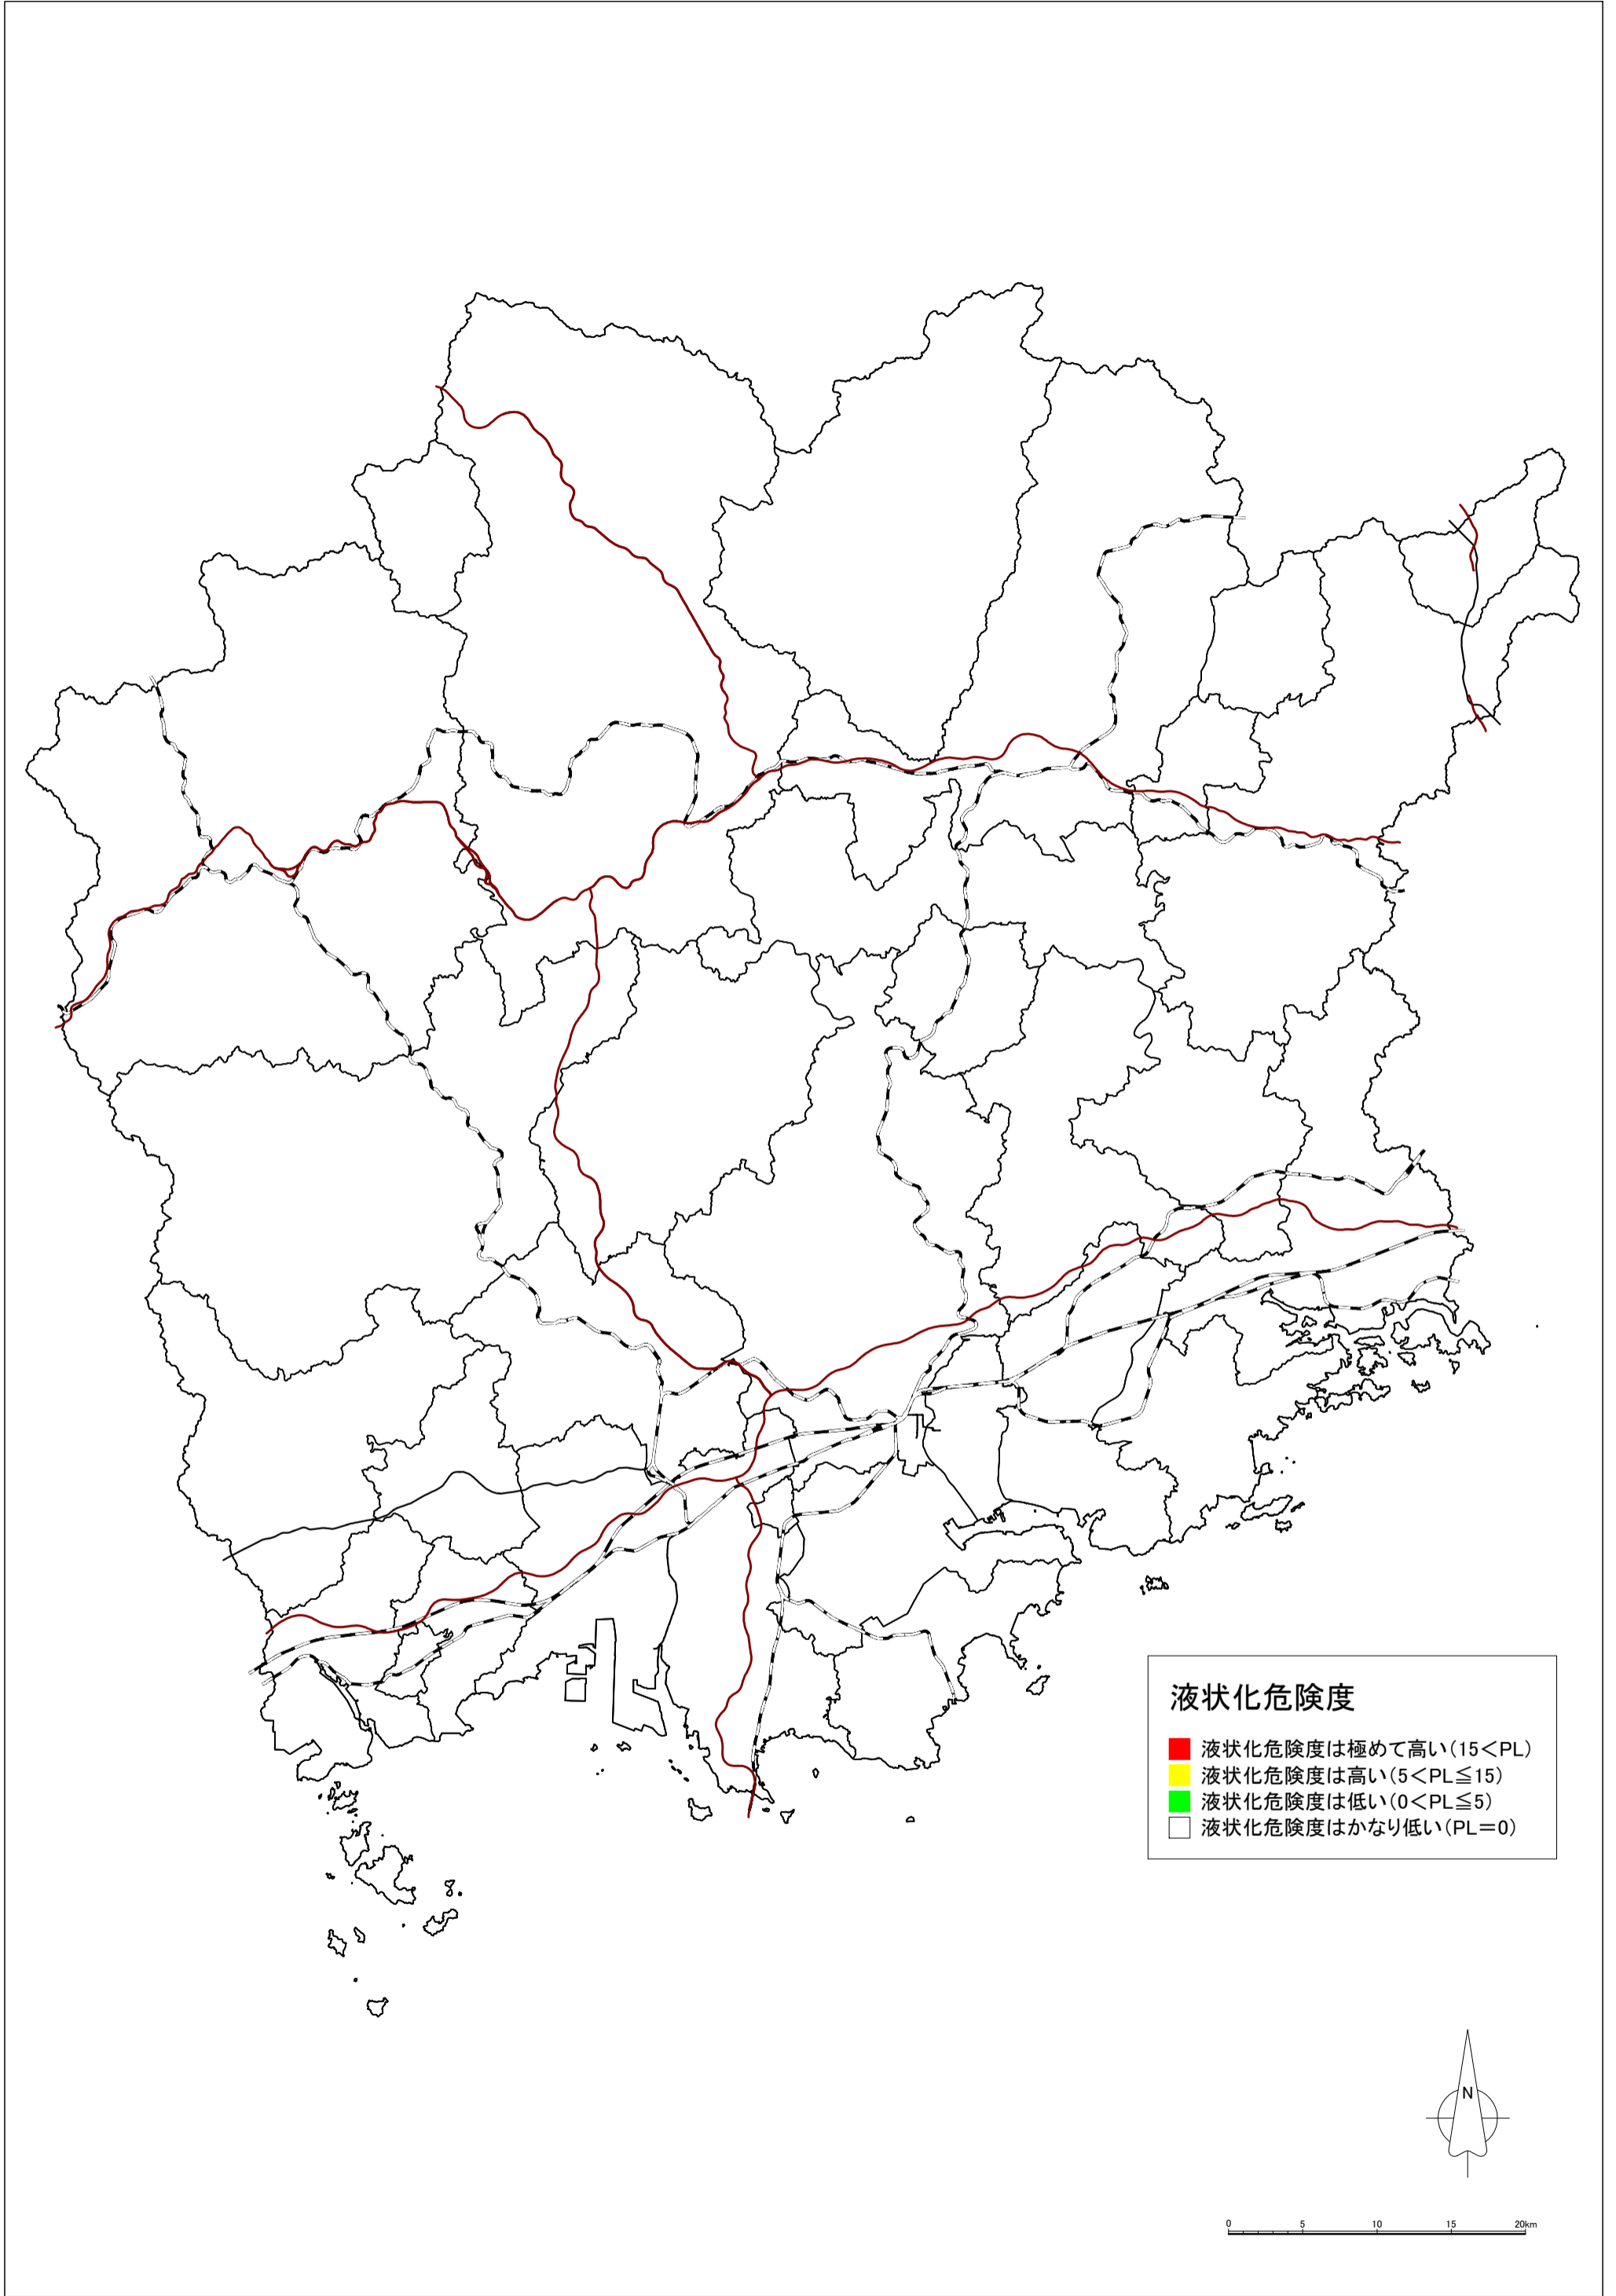 液状化危険度
液状化危険度は極めて高い(15<PL)
液状化危険度は高い(5<PL≦15)
液状化危険度は低い(0<PL≦5)
液状化危険度はかなり低い(PL=0)
N
0 5 10 15 20km